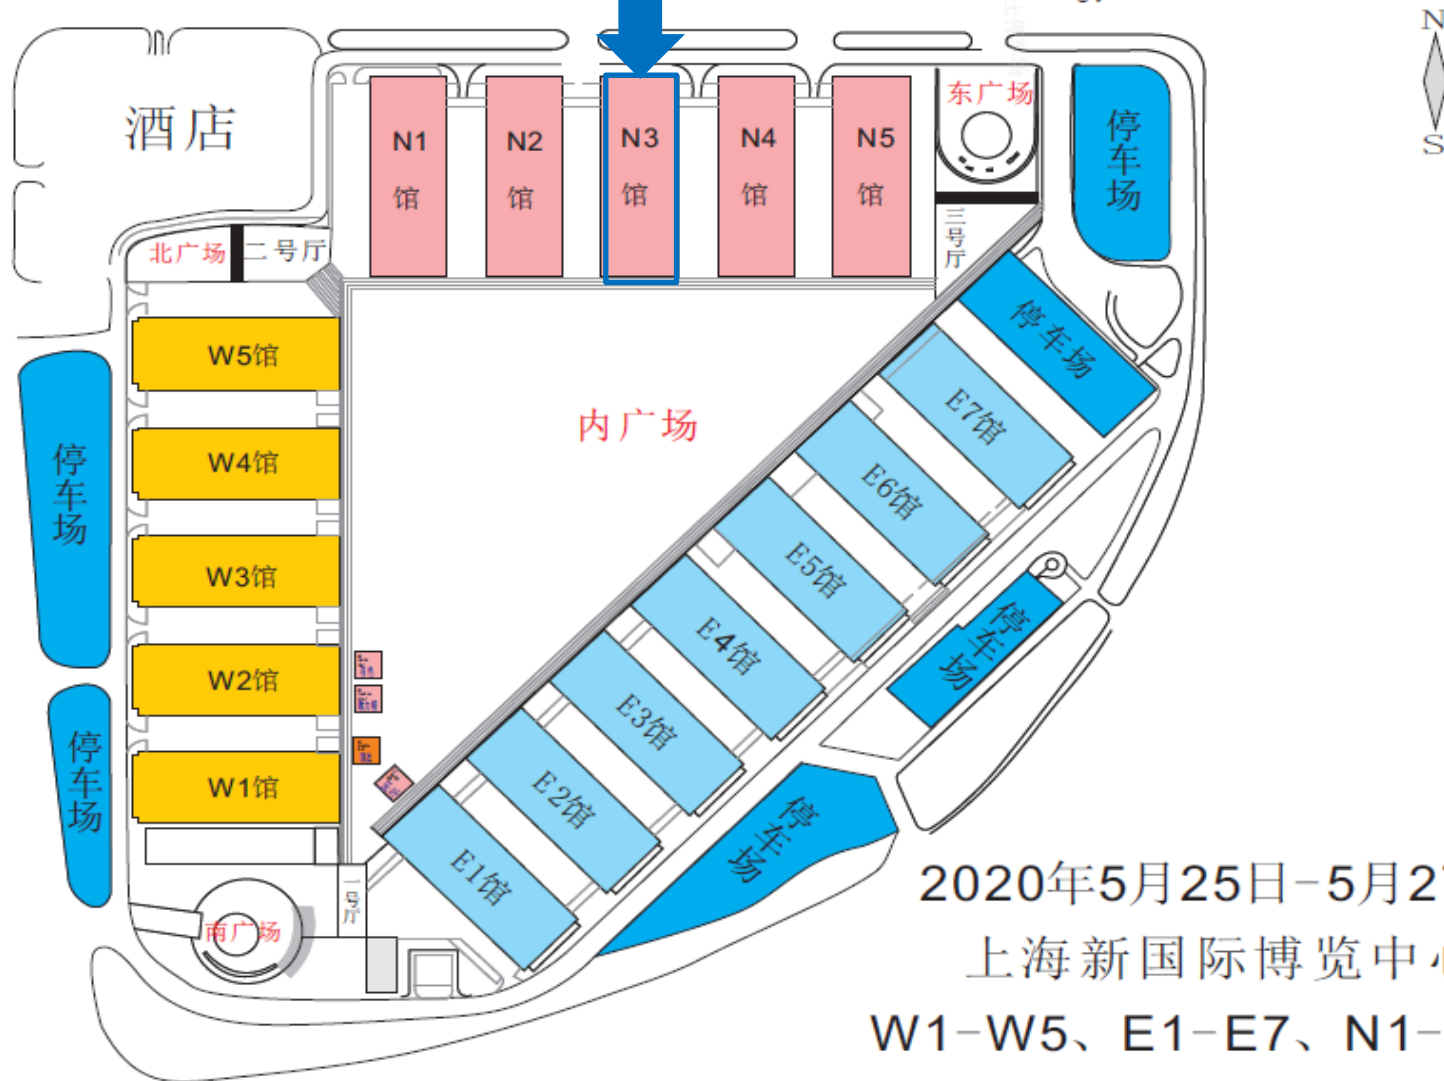 N
S
酒店
N1
馆
N2
馆
N3
馆
N4
馆
N5
馆
东广场
停车场
北广场
二号厅
三号厅
停车场
W5馆
W4馆
W3馆
W2馆
W1馆
内广场
E7馆
E6馆
E5馆
E4馆
E3馆
E2馆
E1馆
停车场
停车场
停车场
停车场
一号厅
南广场
2020年5月25日-5月2
上海新国际博览中
W1-W5、E1-E7、N1-